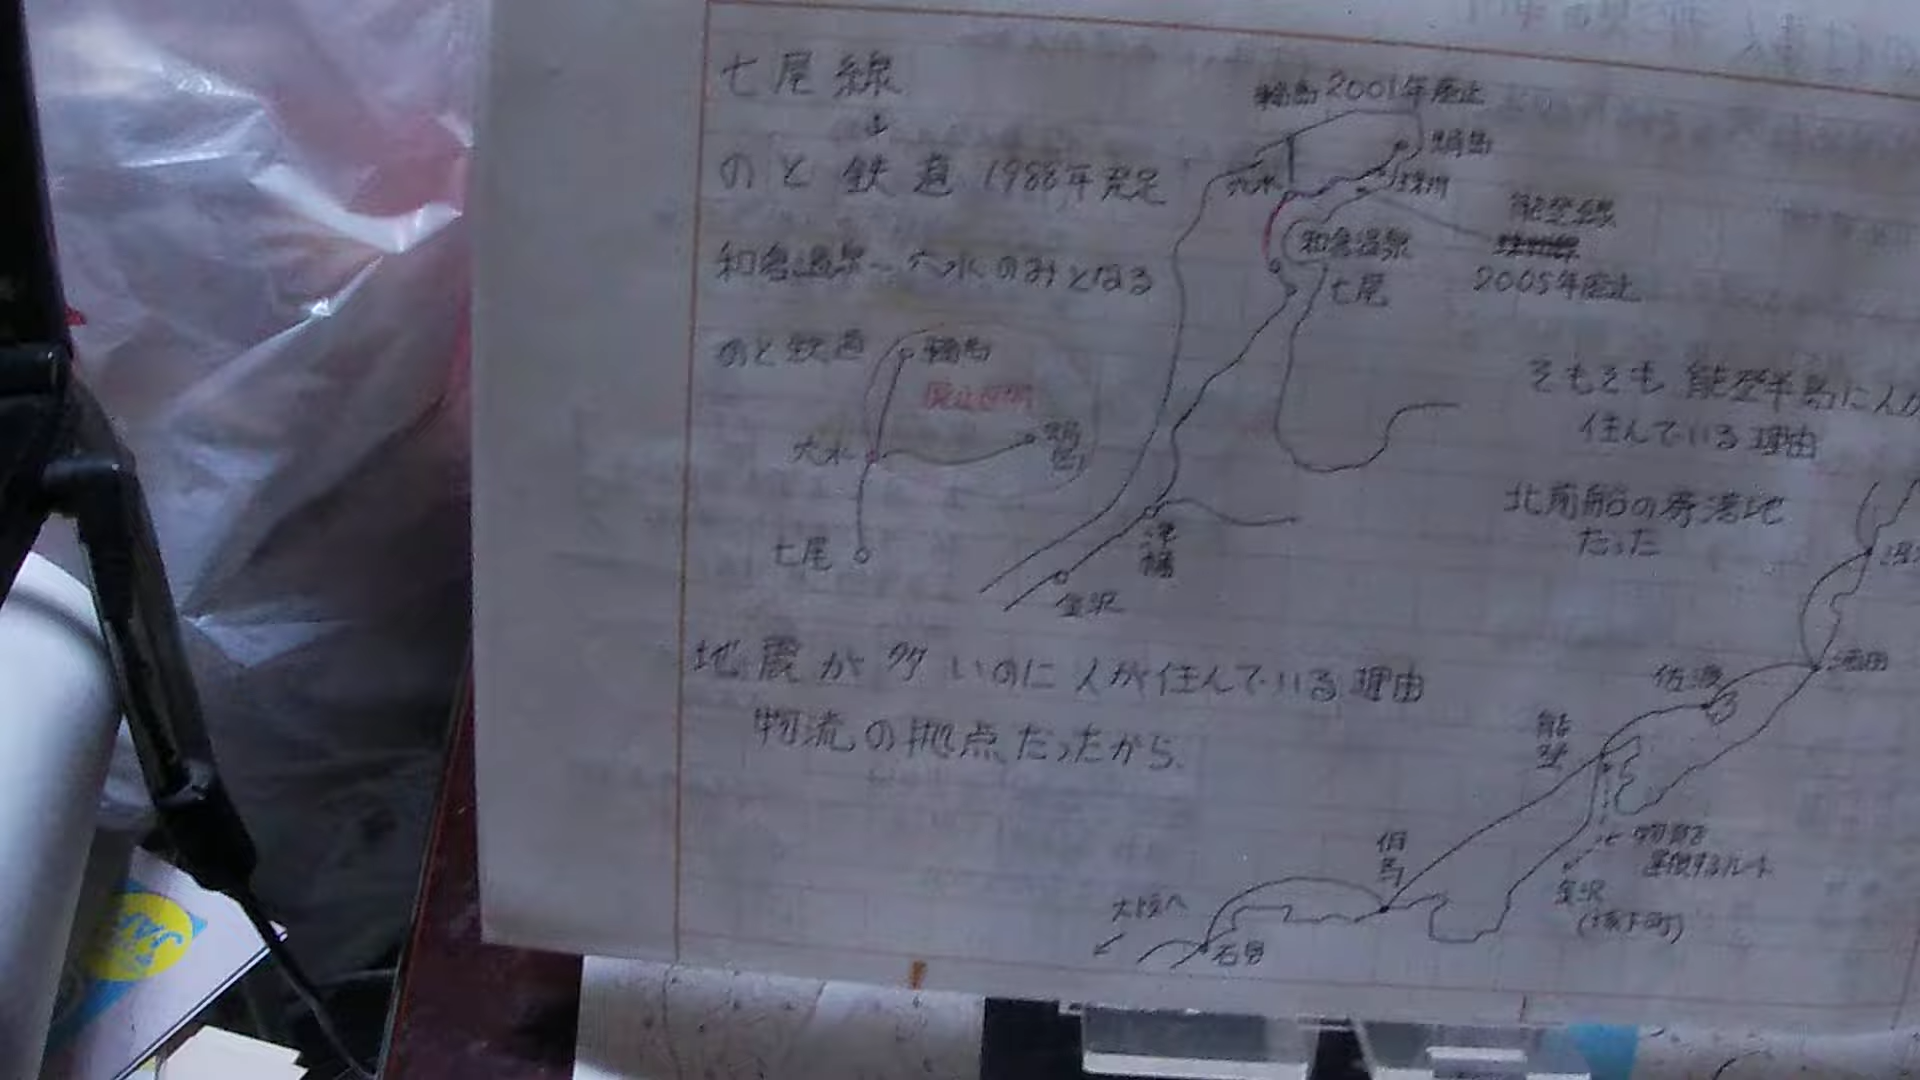 七尾線
↓
のと鉄道 1988年発足
和倉温泉～穴水のみとなる
のと鉄道
輪島
廃止区間
穴水
蛸島
七尾
輪島 2001年廃止
蛸島
穴水
珠洲
能登線
2005年廃止
和倉温泉
七尾
津幡
金沢
そもそも能登半島に人が
住んでいる理由
北前船の寄港地
だった
地震が多いのに人が住んでいる理由
物流の拠点だったから
酒田
佐渡
能登
物資を
運搬するルート
金沢
(城下町)
但馬
大阪へ
石見